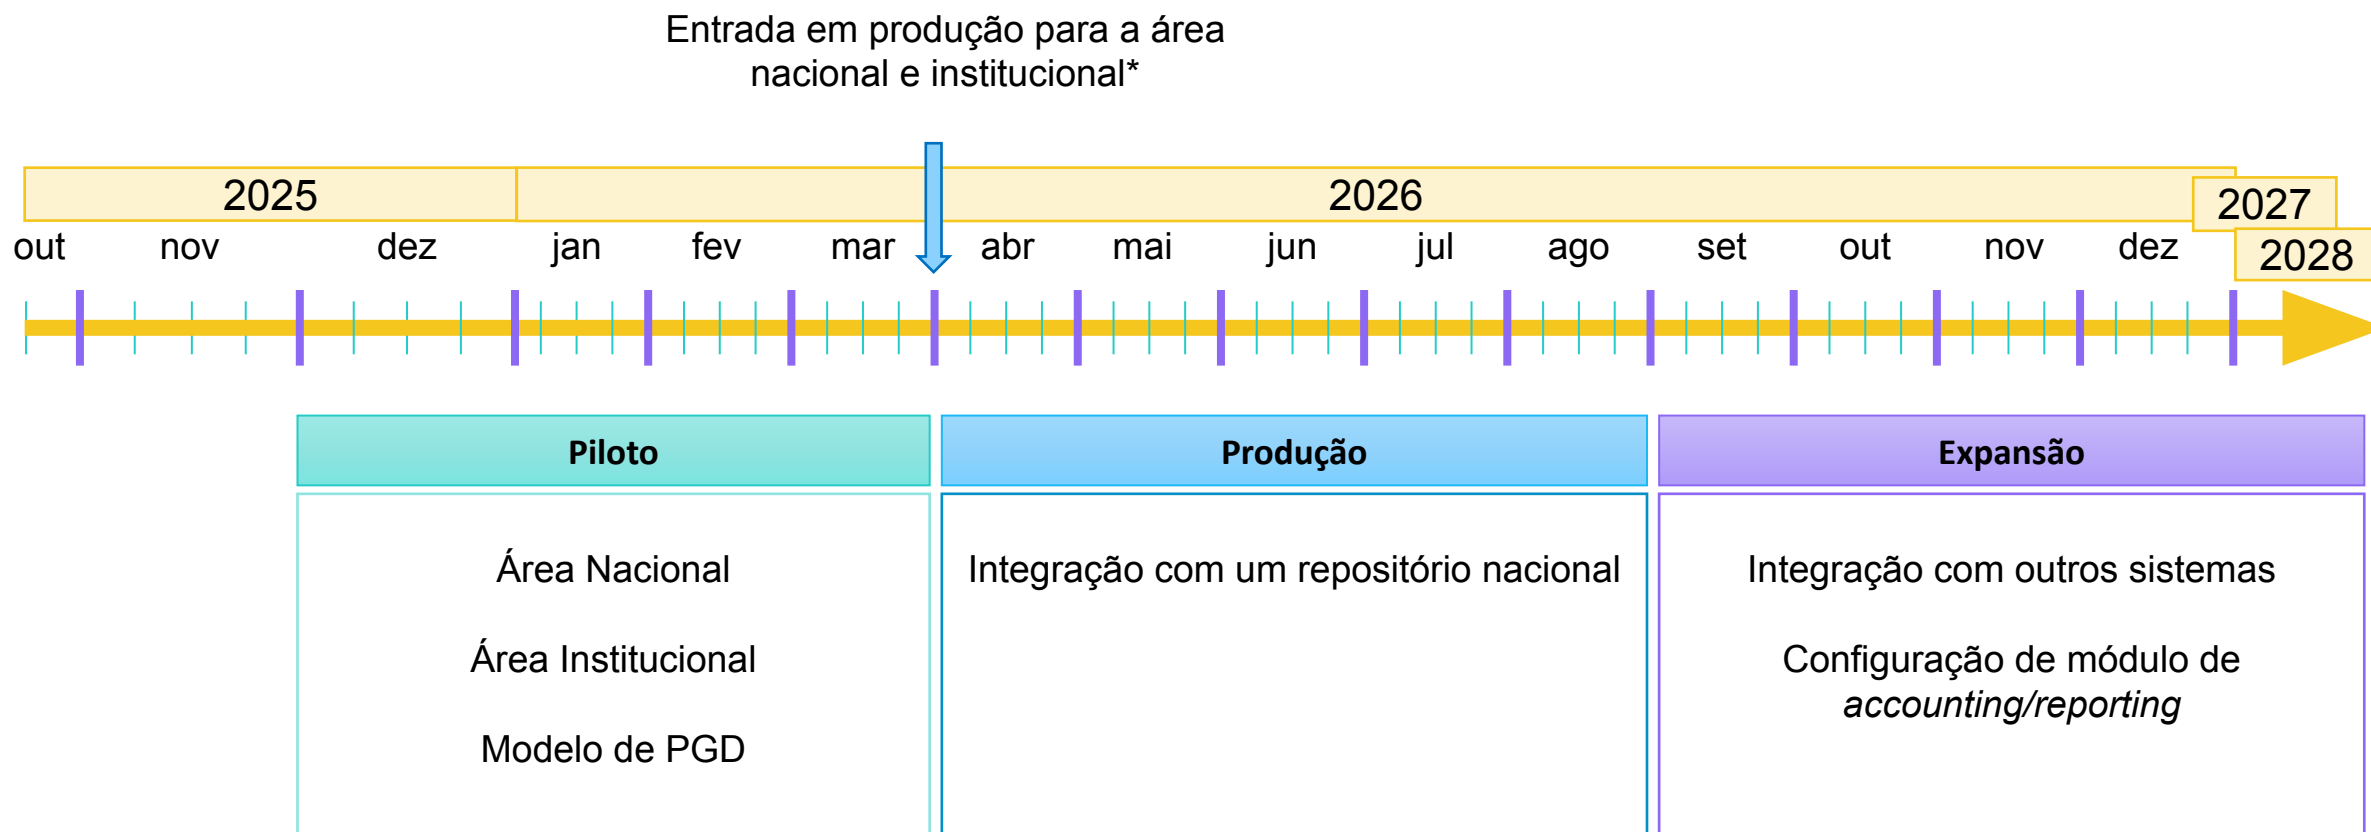 Entrada em produção para a área
nacional e institucional*
2025
2026
2027
2028
out nov dez jan fev mar abr mai jun jul ago set out nov dez
Piloto
Produção
Expansão
Área Nacional
Área Institucional
Modelo de PGD
Integração com um repositório nacional
Integração com outros sistemas
Configuração de módulo de
accounting/reporting